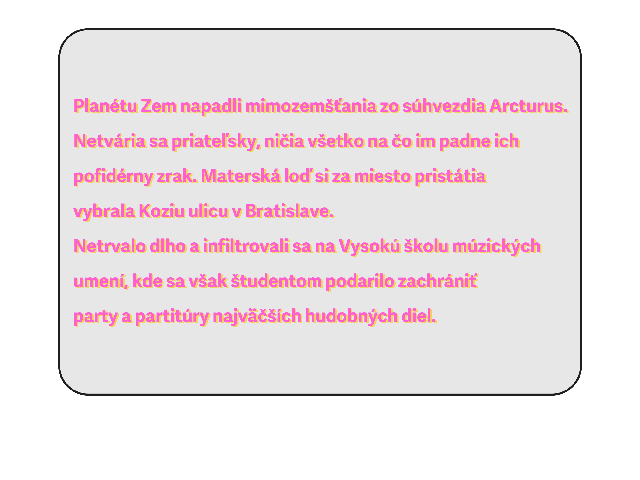 Planétu Zem napadli mimozemšťania zo súhvezdia Arcturus.
Netvária sa priateľsky, ničia všetko na čo im padne ich
pofidérny zrak. Materská loď si za miesto pristátia
vybrala Koziu ulicu v Bratislave.
Netrvalo dlho a infiltrovali sa na Vysokú školu múzických
umení, kde sa však študentom podarilo zachrániť
party a partitúry najväčších hudobných diel.